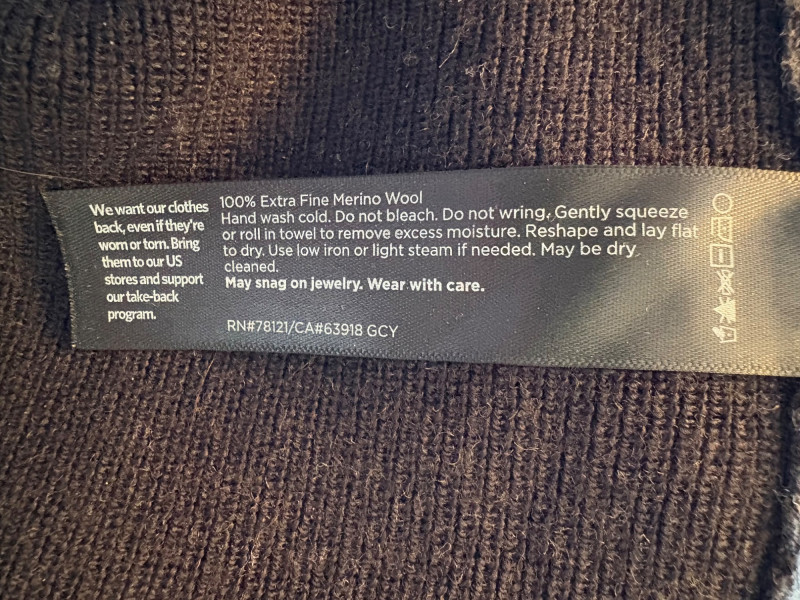 We want our clothes
back, even if they're
worn or torn. Bring
them to our US
stores and support
our take-back
program.
100% Extra Fine Merino Wool
Hand wash cold. Do not bleach. Do not wring. Gently squeeze
or roll in towel to remove excess moisture. Reshape and lay flat
to dry. Use low iron or light steam if needed. May be dry
cleaned.
May snag on jewelry. Wear with care.
RN#78121/CA#63918 GCY